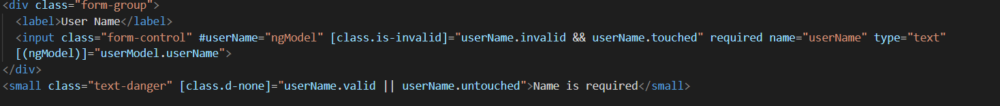 <div class="form-group">
<label>User Name</label>
<input class="form-control" #userName="ngModel" [class.is-invalid]="userName.invalid && userName.touched" required name="userName" type="text"
[(ngModel)]="userModel.userName">
</div>
<small class="text-danger" [class.d-none]="userName.valid || userName.untouched">Name is required</small>